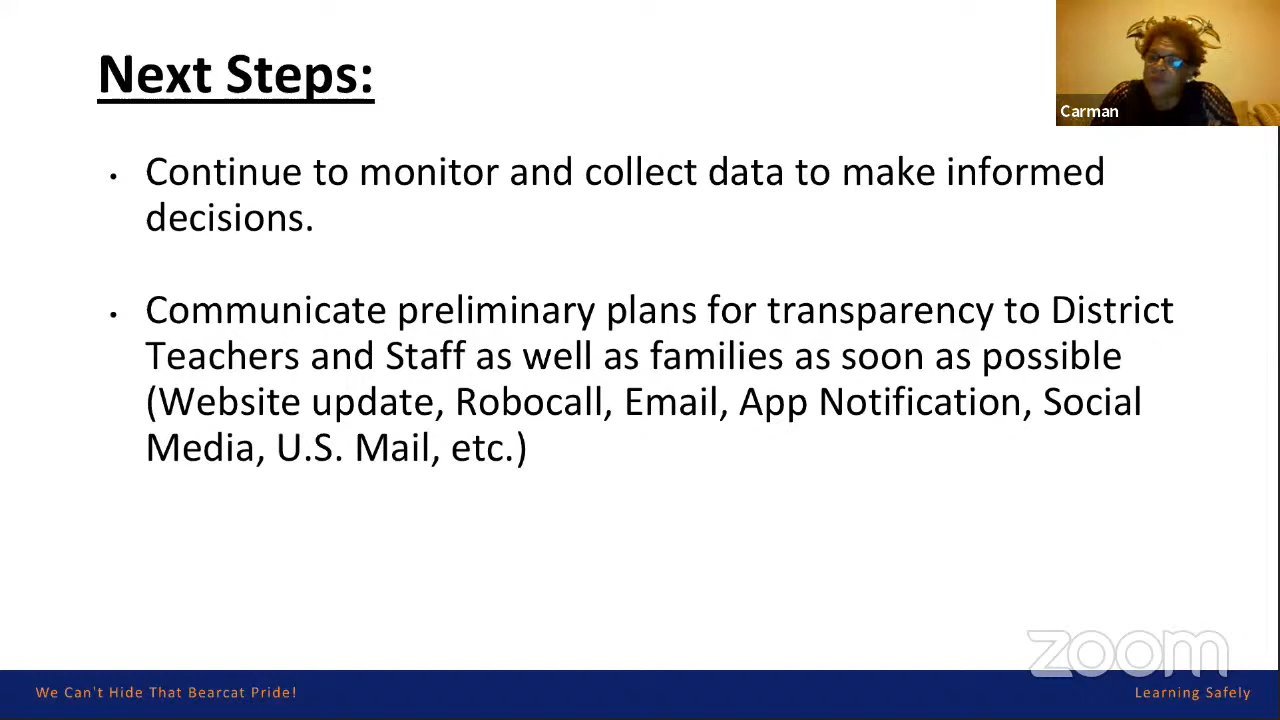 Next Steps:
Carman
• Continue to monitor and collect data to make informed
decisions.
• Communicate preliminary plans for transparency to District
Teachers and Staff as well as families as soon as possible
(Website update, Robocall, Email, App Notification, Social
Media, U.S. Mail, etc.)
zoom
We Can't Hide That Bearcat Pride!
Learning Safely